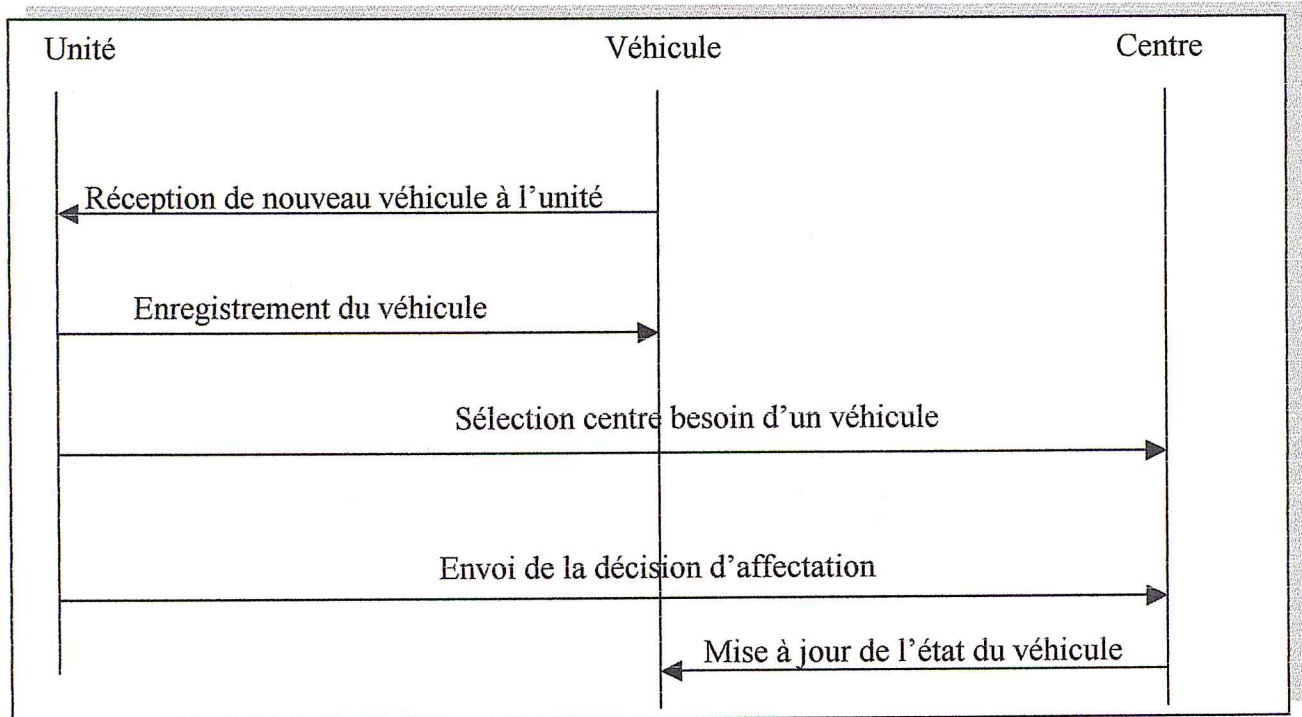 Unité
Véhicule
Centre
Réception de nouveau véhicule à l'unité
Enregistrement du véhicule
Sélection centre besoin d'un véhicule
Envoi de la décision d'affectation
Mise à jour de l'état du véhicule